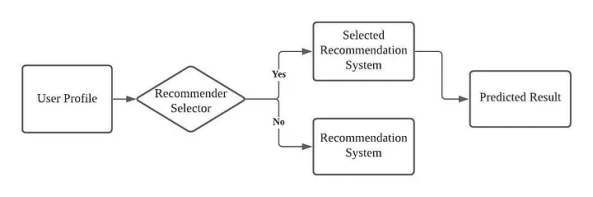 User Profile
Recommender
Selector
Yes
No
Selected
Recommendation
System
Recommendation
System
Predicted Result